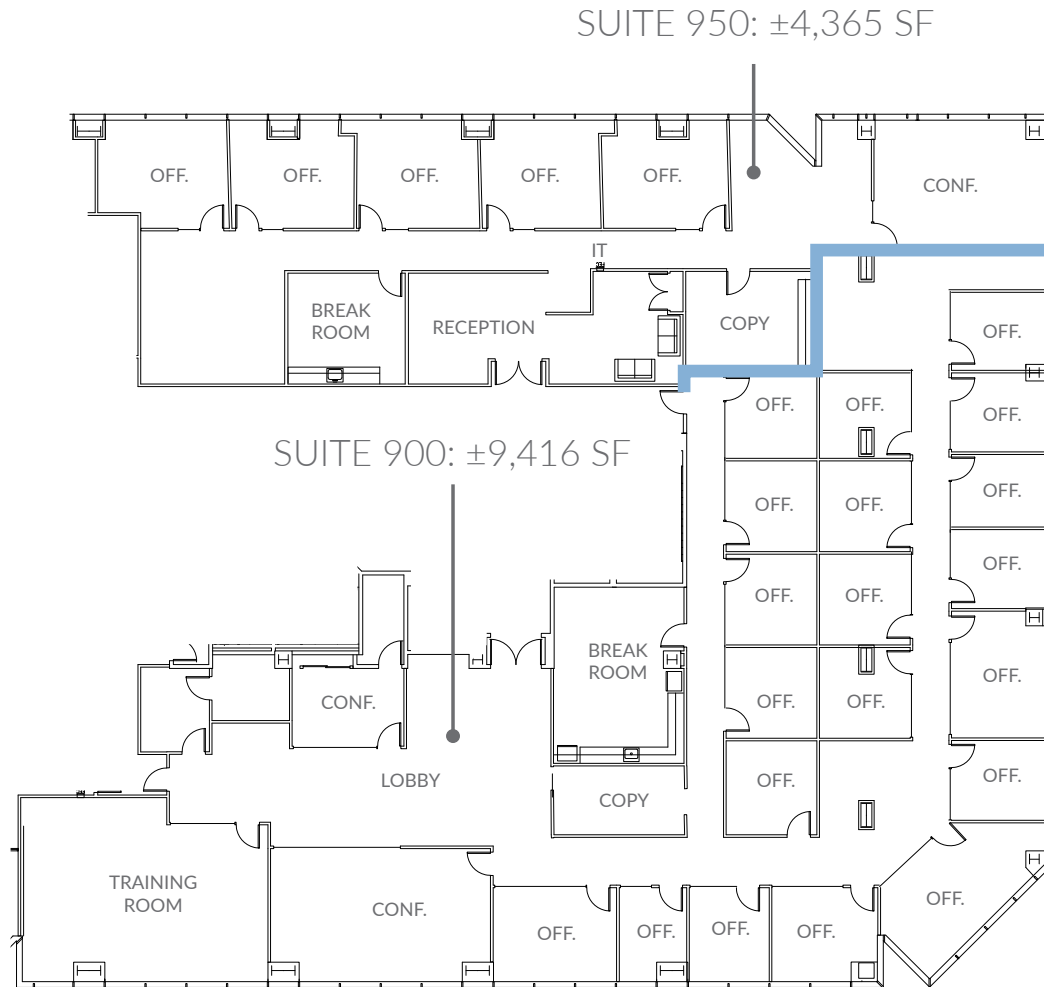 SUITE 950: ±4,365 SF
OFF.
OFF.
OFF.
OFF.
OFF.
CONF.
IT
BREAK
ROOM
RECEPTION
COPY
OFF.
OFF.
OFF.
OFF.
SUITE 900: ±9,416 SF
OFF.
OFF.
OFF.
OFF.
OFF.
OFF.
BREAK
ROOM
OFF.
CONF.
OFF.
OFF.
LOBBY
OFF.
OFF.
COPY
TRAINING
ROOM
CONF.
OFF.
OFF.
OFF.
OFF.
OFF.